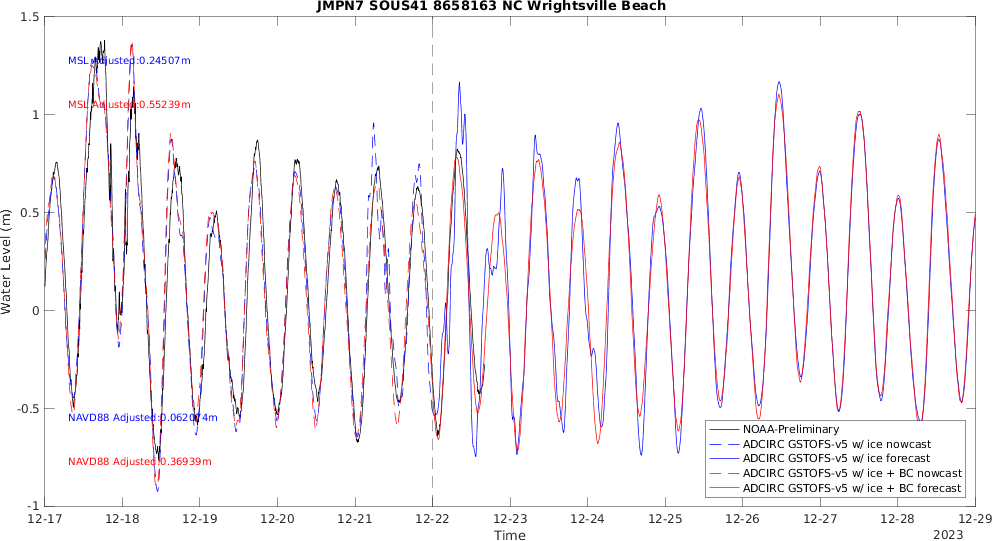 JMPN7 SOUS41 8658163 NC Wrightsville Beach
1.5
MSL Adjusted:0.24507m
MSL Adjusted:0.55239m
1
0.5
Water Level (m)
0
-0.5
NAVD88 Adjusted:0.062074m
NAVD88 Adjusted:0.36939m
-1
NOAA-Preliminary
ADCIRC GSTOFS-v5 w/ ice nowcast
ADCIRC GSTOFS-v5 w/ ice forecast
ADCIRC GSTOFS-v5 w/ ice + BC nowcast
ADCIRC GSTOFS-v5 w/ ice + BC forecast
12-17 12-18 12-19 12-20 12-21 12-22 12-23 12-24 12-25 12-26 12-27 12-28 12-29
Time
2023